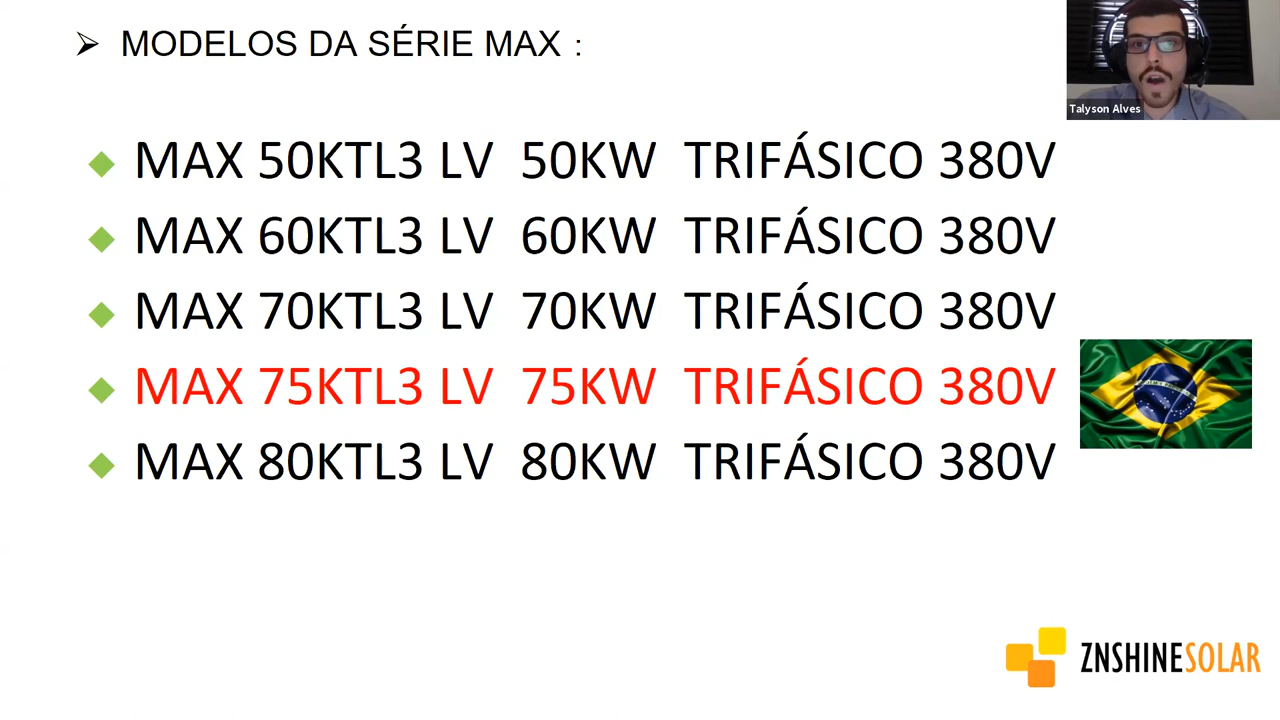 MODELOS DA SÉRIE MAX :
Talyson Alves
MAX 50KTL3 LV 50KW TRIFÁSICO 380V
MAX 60KTL3 LV 60KW TRIFÁSICO 380V
MAX 70KTL3 LV 70KW TRIFÁSICO 380V
MAX 75KTL3 LV 75KW TRIFÁSICO 380V
MAX 80KTL3 LV 80KW TRIFÁSICO 380V
ZNSHINESOLAR